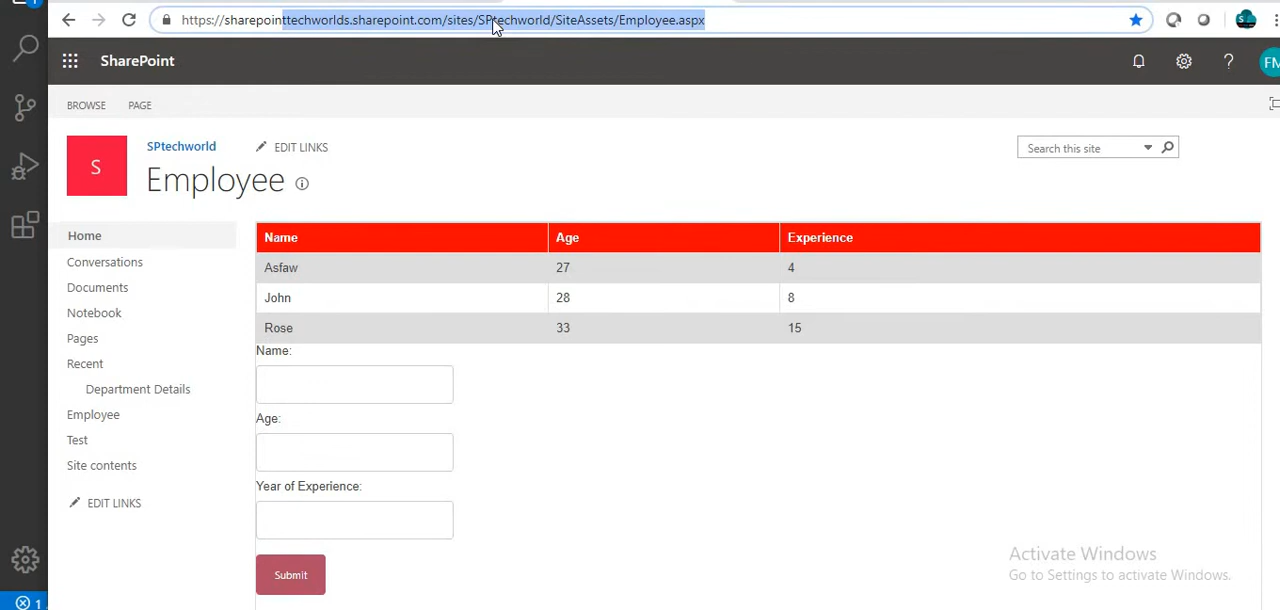 1
https://sharepointtechworlds.sharepoint.com/sites/SPtechworld/SiteAssets/Employee.aspx
S
SharePoint
?
FM
BROWSE PAGE
S
SPtechworld
EDIT LINKS
Search this site
Employee
Home
Conversations
Documents
Notebook
Pages
Recent
Department Details
Employee
Test
Site contents
EDIT LINKS
Name Age Experience
Asfaw 27 4
John 28 8
Rose 33 15
Name:
Age:
Year of Experience:
Submit
Activate Windows
Go to Settings to activate Windows.
1